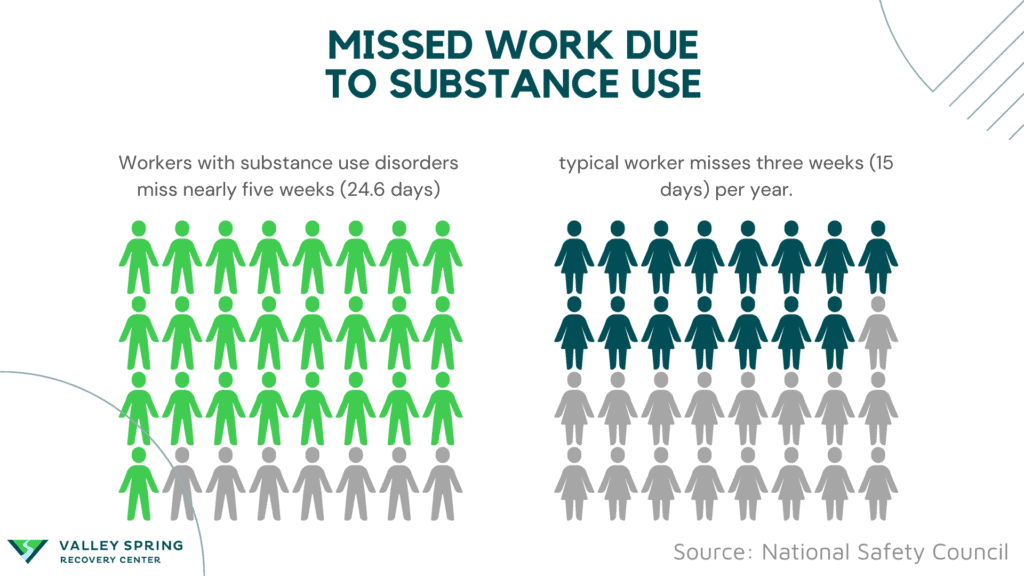 MISSED WORK DUE
TO SUBSTANCE USE
Workers with substance use disorders
miss nearly five weeks (24.6 days)
typical worker misses three weeks (15
days) per year.
VALLEY SPRING
RECOVERY CENTER
Source: National Safety Council